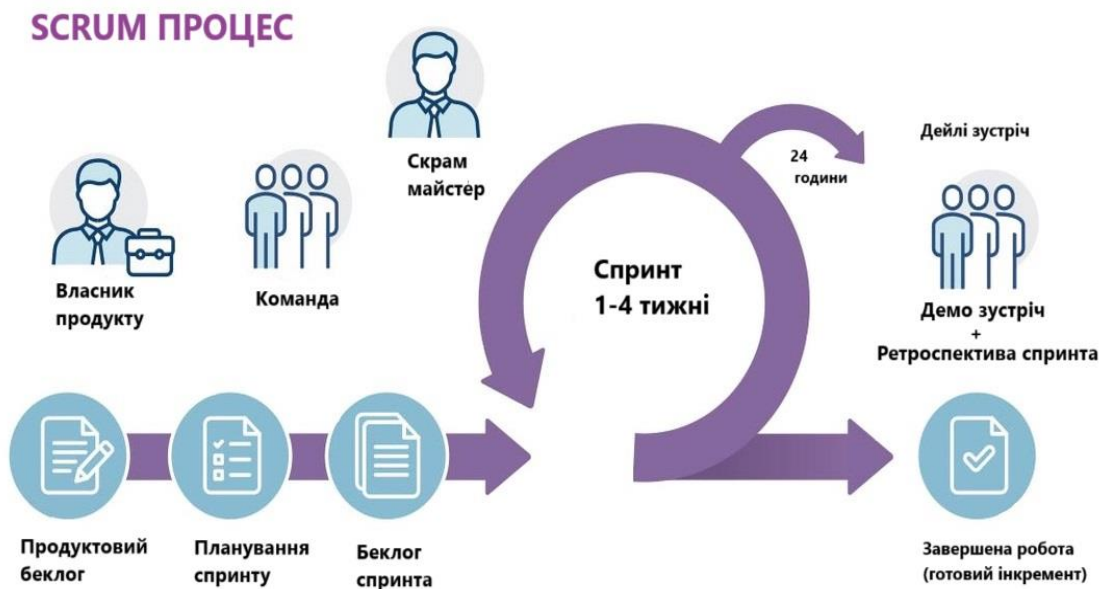 SCRUM ПРОЦЕС
Скрам
майстер
Власник
продукту
Команда
Спринт
1-4 тижні
24
години
Дейлі зустріч
Демо зустріч
+
Ретроспектива спринта
Продуктовий
беклог
Планування
спринту
Беклог
спринта
Завершена робота
(готовий інкремент)